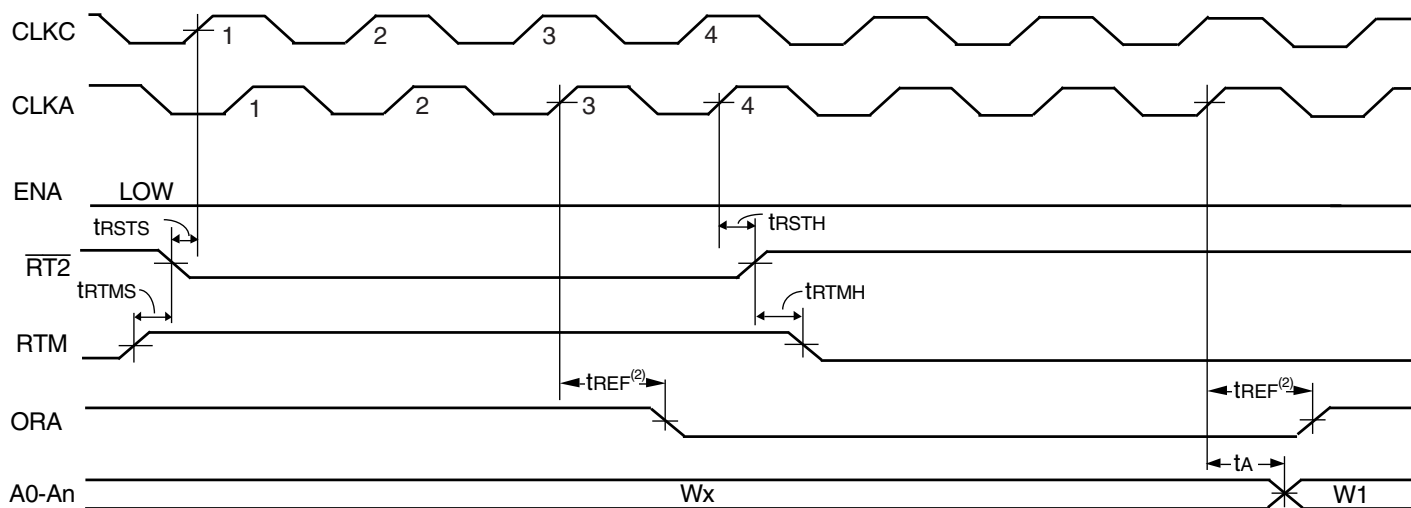 CLKC 1 2 3 4
CLKA 1 2 3 4
ENA LOW
tRSTS tRSTH
RT2
tRTMS tRTMH
RTM
tREF(2) tREF(2)
ORA
tA
A0-An Wx W1